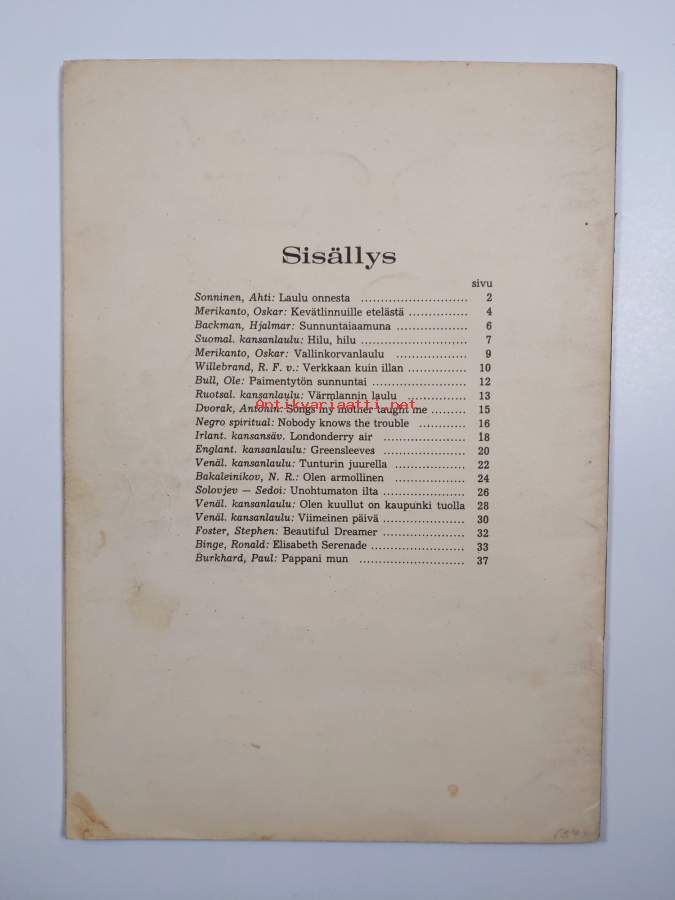 Sisällys
sivu
Sonninen, Ahti: Laulu onnesta ........................... 2
Merikanto, Oskar: Kevätlinnuille etelästä ............... 4
Backman, Hjalmar: Sunnuntaiaamuna ................... 6
Suomal. kansanlaulu: Hilu, hilu ........................... 7
Merikanto, Oskar: Vallinkorvanlaulu .................. 9
Willebrand, R. F. v.: Verkkaan kuin illan ............... 10
Bull, Ole: Paimentytön sunnuntai ........................ 12
Ruotsal. kansanlaulu: Värmlannin laulu .................. 13
Antikvariaatti.net
Dvorak, Antonin: Songs my mother taught me ......... 15
Negro spiritual: Nobody knows the trouble ............ 16
Irlant. kansansäv. Londonderry air ..................... 18
Englant. kansanlaulu: Greensleeves ..................... 20
Venäl. kansanlaulu: Tunturin juurella .................. 22
Bakaleinikov, N. R.: Olen armollinen .................. 24
Solovjev — Sedoi: Unohtumaton ilta ..................... 26
Venäl. kansanlaulu: Olen kuullut on kaupunki tuolla 28
Venäl. kansanlaulu: Viimeinen päivä ..................... 30
Foster, Stephen: Beautiful Dreamer ..................... 32
Binge, Ronald: Elisabeth Serenade ........................ 33
Burkhard, Paul: Pappani mun ........................... 37